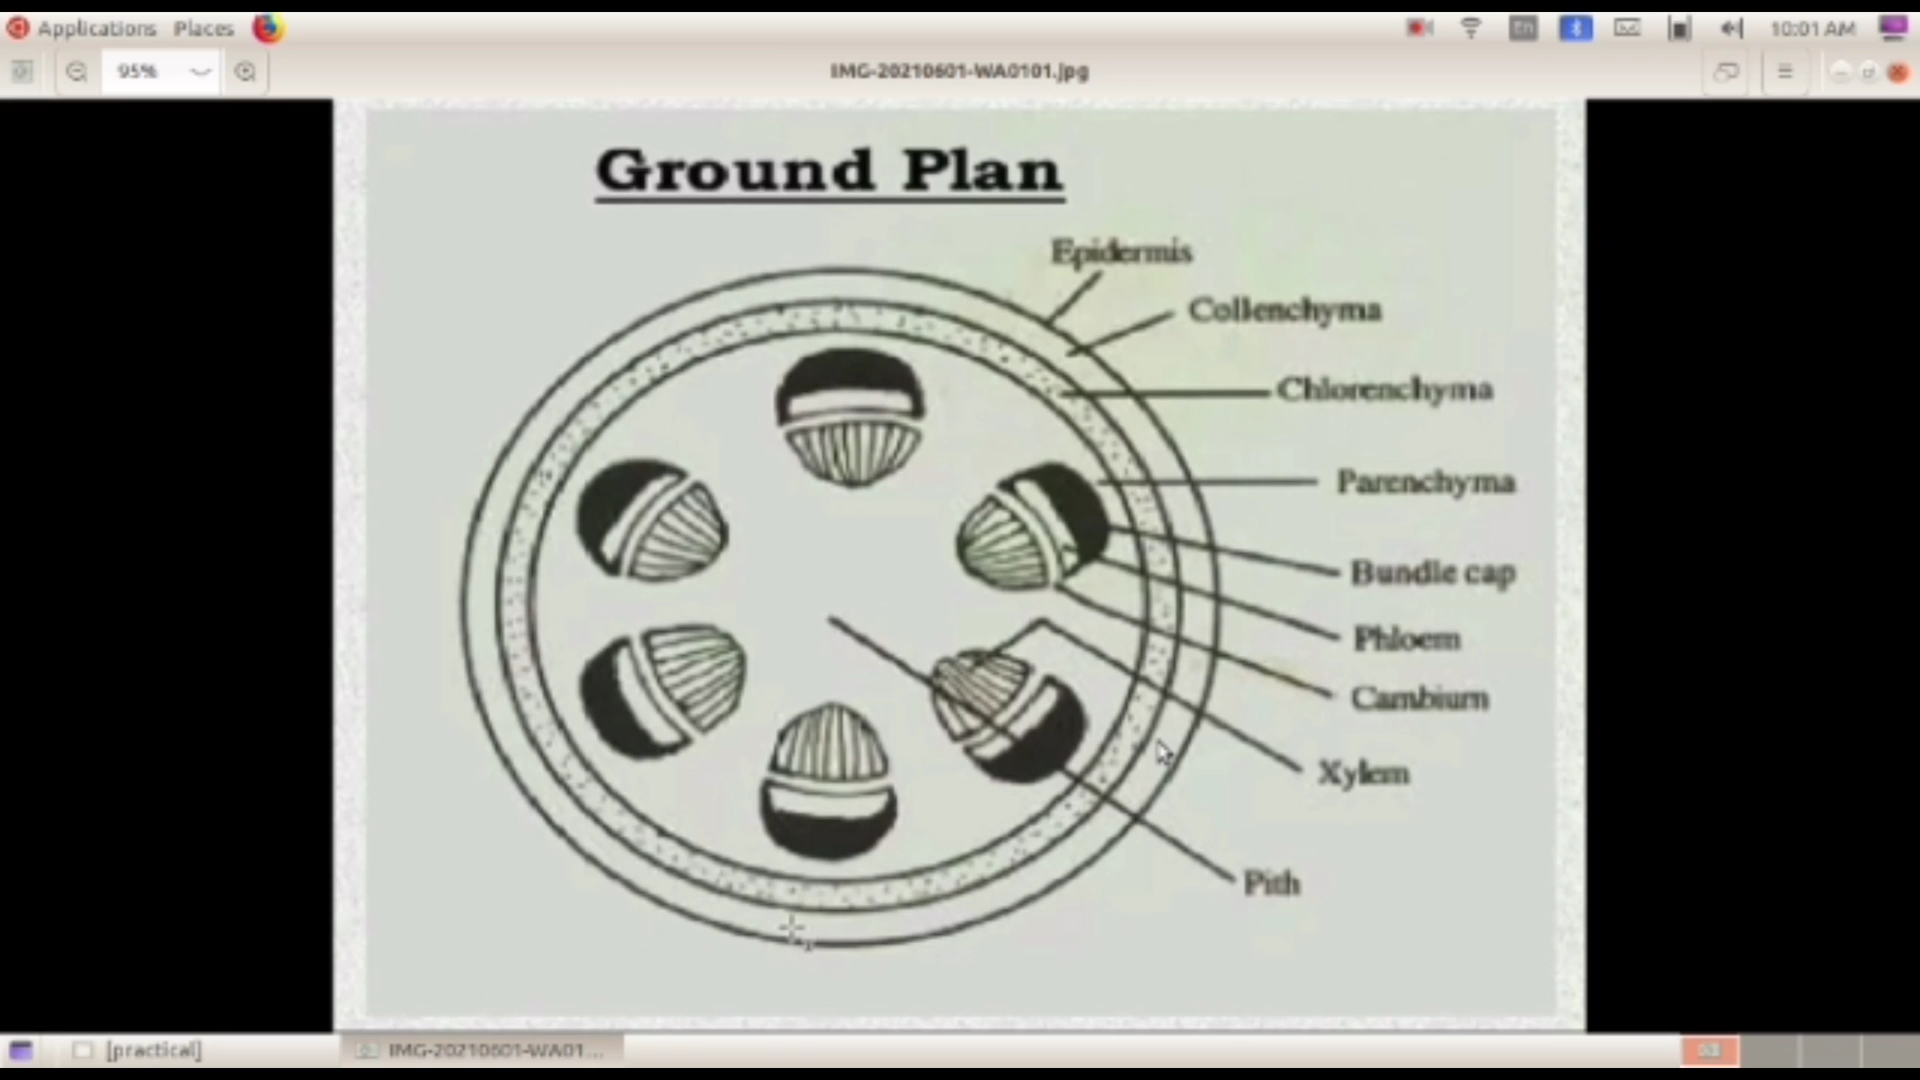 Applications Places
En
10:01 AM
95%
IMG-20210601-WA0101.jpg
Ground Plan
Epidermis
Collenchyma
Chlorenchyma
Parenchyma
Bundle cap
Phloem
Cambium
Xylem
Pith
[practical]
IMG-20210601-WA01...